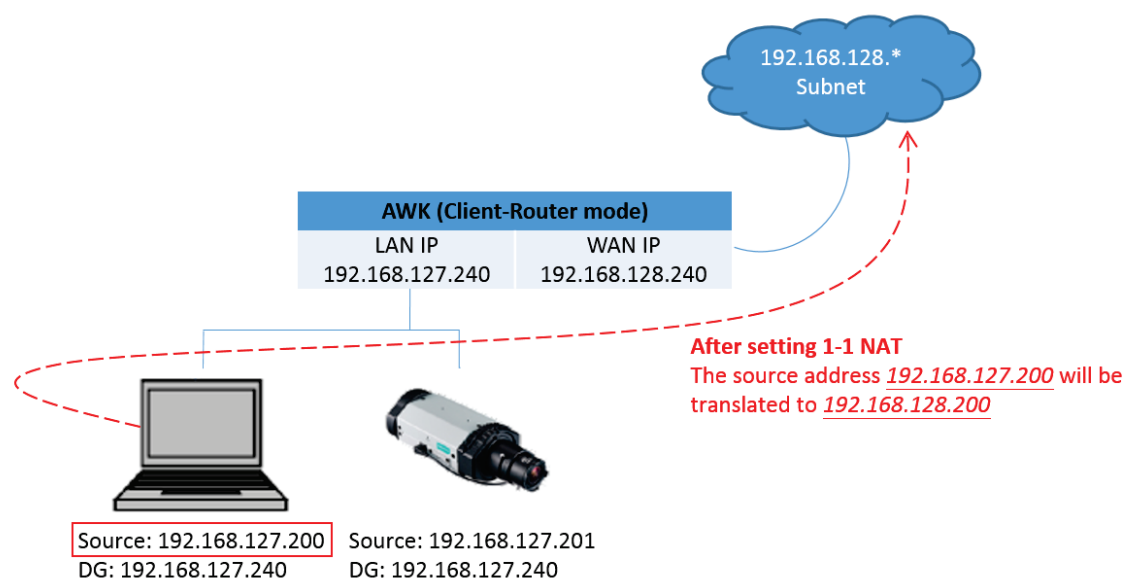 192.168.128.*
Subnet
AWK (Client-Router mode)
LAN IP
192.168.127.240
WAN IP
192.168.128.240
After setting 1-1 NAT
The source address 192.168.127.200 will be
translated to 192.168.128.200
Source: 192.168.127.200
DG: 192.168.127.240
Source: 192.168.127.201
DG: 192.168.127.240